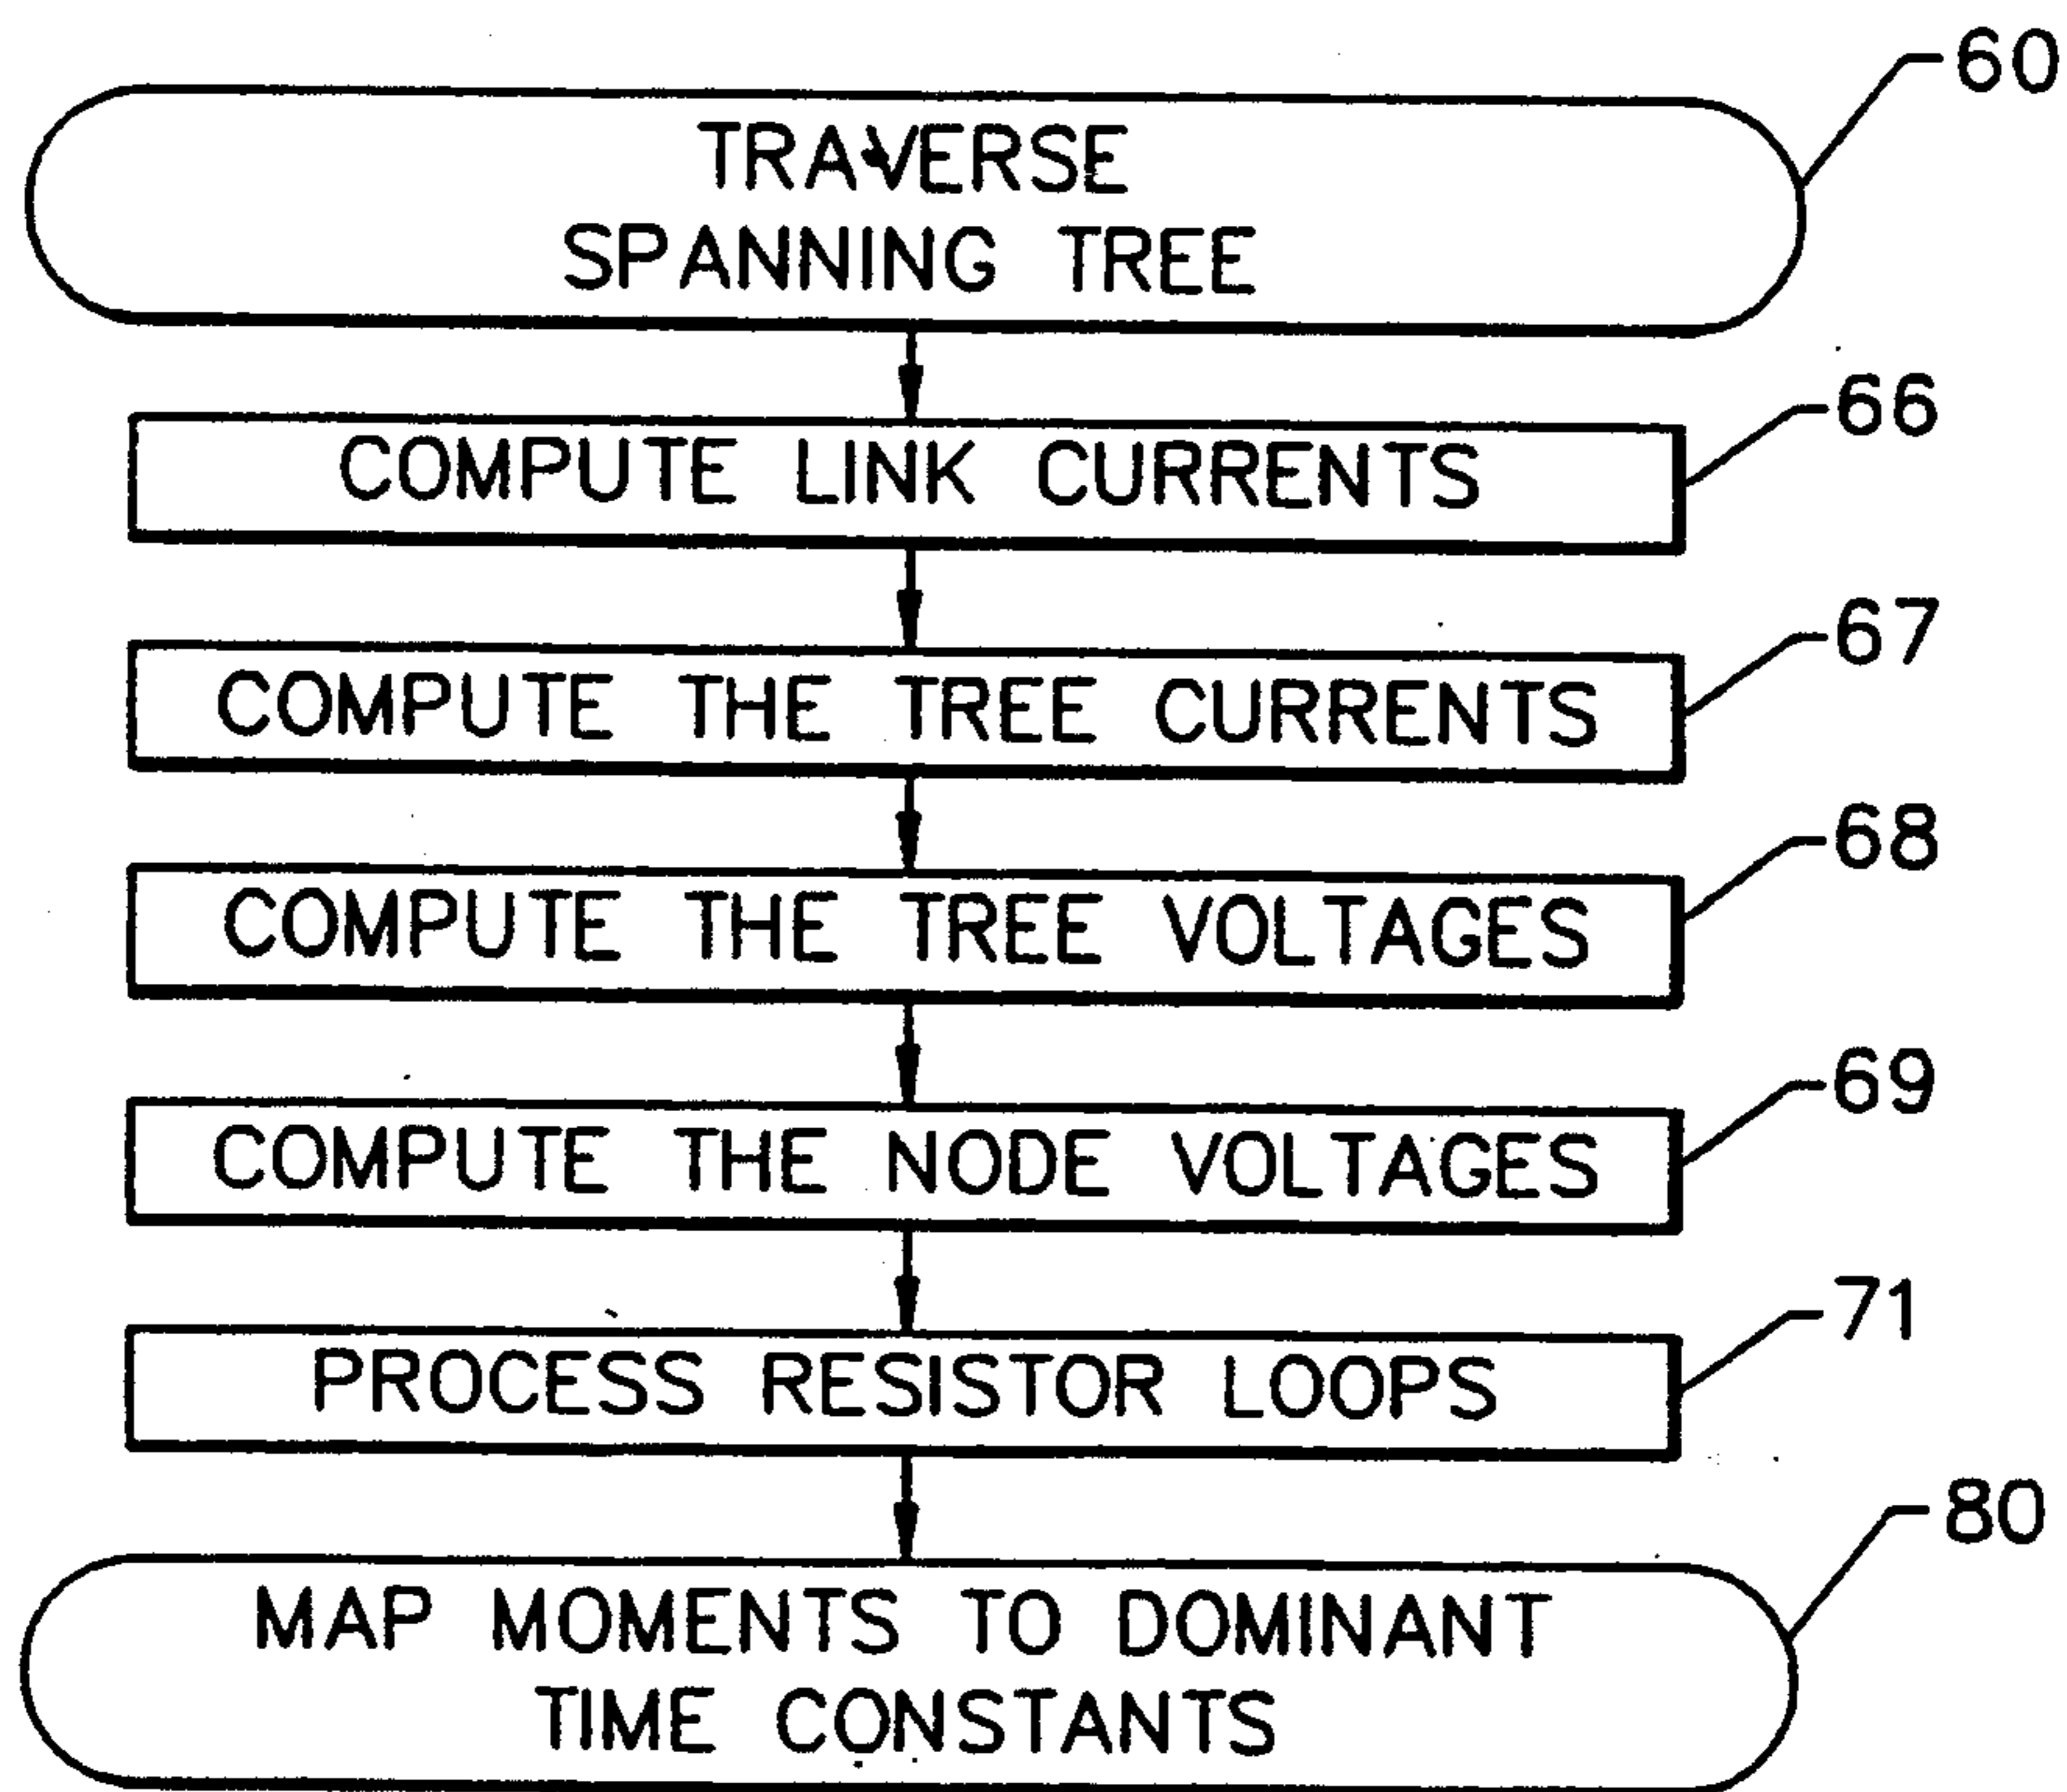 60
TRAVERSE
SPANNING TREE
66
COMPUTE LINK CURRENTS
67
COMPUTE THE TREE CURRENTS
68
COMPUTE THE TREE VOLTAGES
69
COMPUTE THE NODE VOLTAGES
71
PROCESS RESISTOR LOOPS
80
MAP MOMENTS TO DOMINANT
TIME CONSTANTS